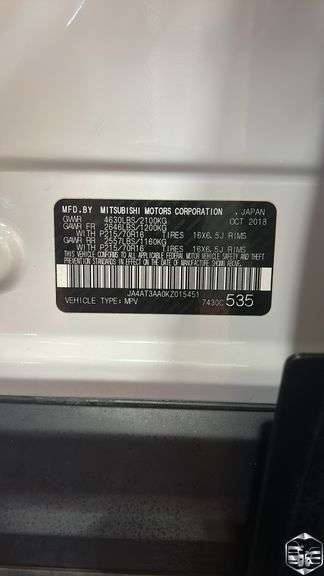 MFD.BY MITSUBISHI MOTORS CORPORATION , JAPAN
GVWR 4630LBS/2100KG OCT 2018
GAWR FR 2646LBS/1200KG
WITH P215/70R16 TIRES 16X6.5J RIMS
GAWR RR 2557LBS/1160KG
WITH P215/70R16 TIRES 16X6.5J RIMS
THIS VEHICLE CONFORMS TO ALL APPLICABLE
FEDERAL MOTOR VEHICLE SAFETY AND
THEFT PREVENTION STANDARDS IN EFFECT ON
THE DATE OF MANUFACTURE SHOWN ABOVE.
JA4AT3AA0KZ015451
VEHICLE TYPE: MPV 7430C 535